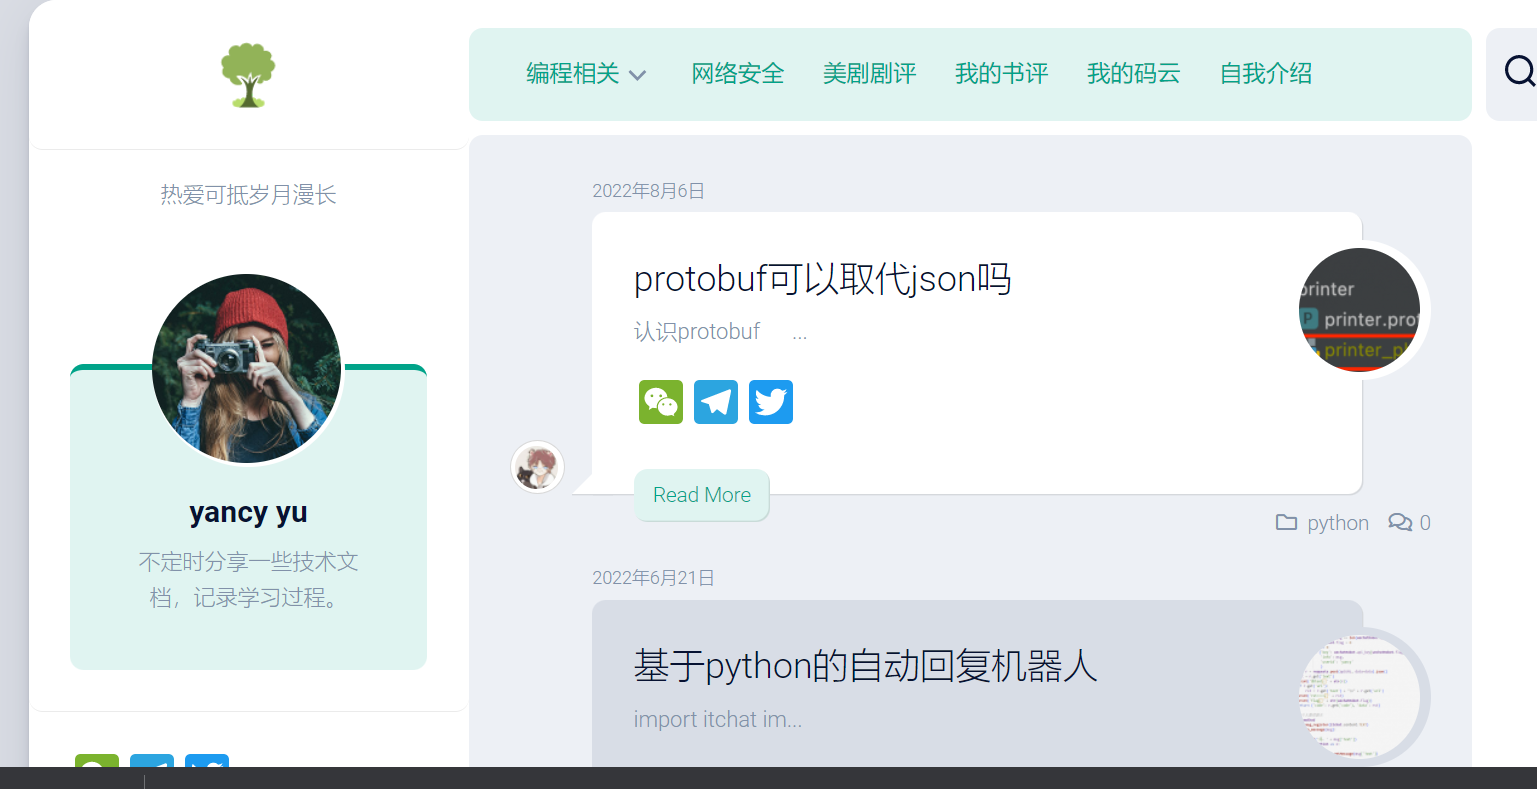 编程相关 网络安全 美剧剧评 我的书评 我的码云 自我介绍
热爱可抵岁月漫长
yancy yu
不定时分享一些技术文
档，记录学习过程。
2022年8月6日
protobuf可以取代json吗
认识protobuf ...
printer
printer.prot
printer_p
Read More
python 0
2022年6月21日
基于python的自动回复机器人
import itchat im...